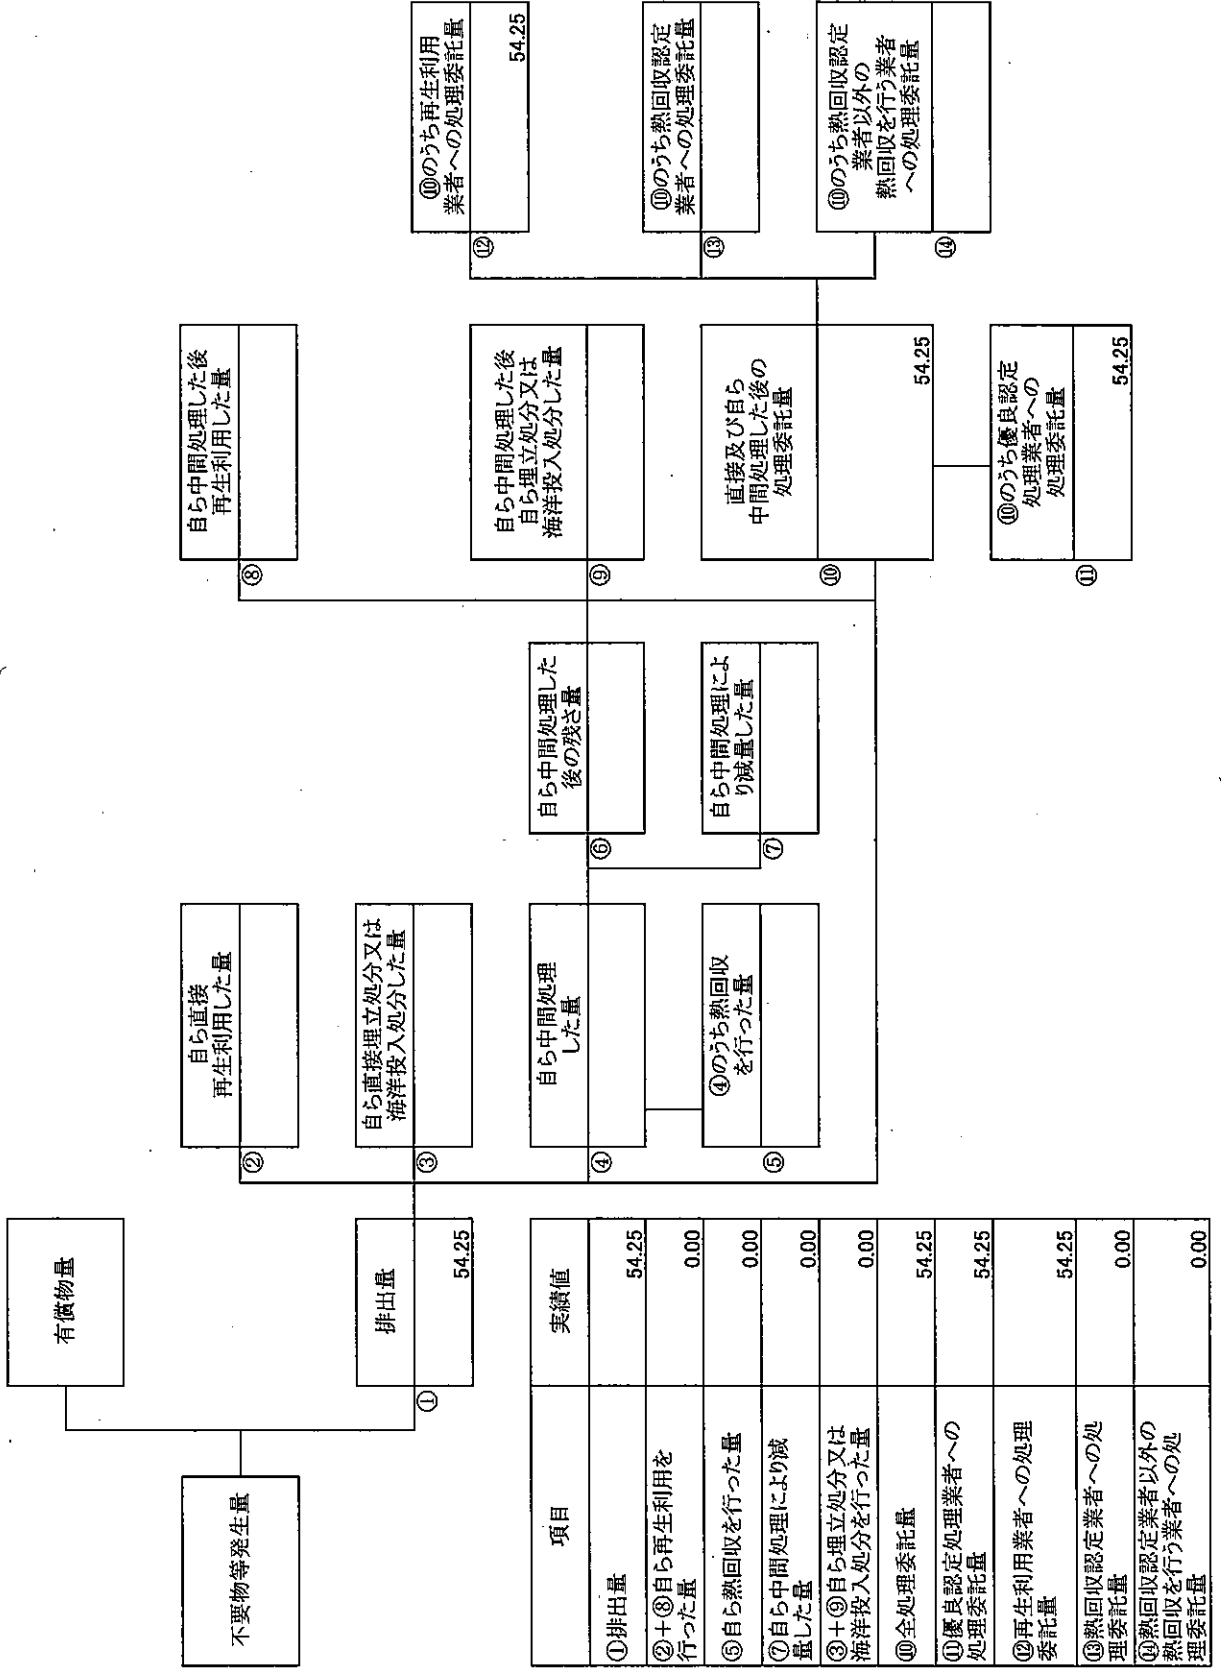 有償物量
不要物等発生量
排出量
①
54.25
②
自ら直接
再生利用した量
③
自ら直接埋立処分又は
海洋投入処分した量
④
自ら中間処理
した量
⑤
④のうち熱回収
を行った量
⑥
自ら中間処理した
後の残さ量
⑦
自ら中間処理によ
り減量した量
⑧
自ら中間処理した後
再生利用した量
⑨
自ら中間処理した後
自ら埋立処分又は
海洋投入処分した量
⑩
直接及び自ら
中間処理した後の
処理委託量
54.25
⑪
⑩のうち優良認定
処理業者への
処理委託量
54.25
⑫
⑩のうち再生利用
業者への処理委託量
54.25
⑬
⑩のうち熱回収認定
業者への処理委託量
⑭
⑩のうち熱回収認定
業者以外の
熱回収を行う業者
への処理委託量
項目 実績値
①排出量 54.25
②+⑧自ら再生利用を
行った量 0.00
⑤自ら熱回収を行った量 0.00
⑦自ら中間処理により減
量した量 0.00
③+⑨自ら埋立処分又は
海洋投入処分を行った量 0.00
⑩全処理委託量 54.25
⑪優良認定処理業者への
処理委託量 54.25
⑫再生利用業者への処理
委託量 54.25
⑬熱回収認定業者への処
理委託量 0.00
⑭熱回収認定業者以外の
熱回収を行う業者への処
理委託量 0.00